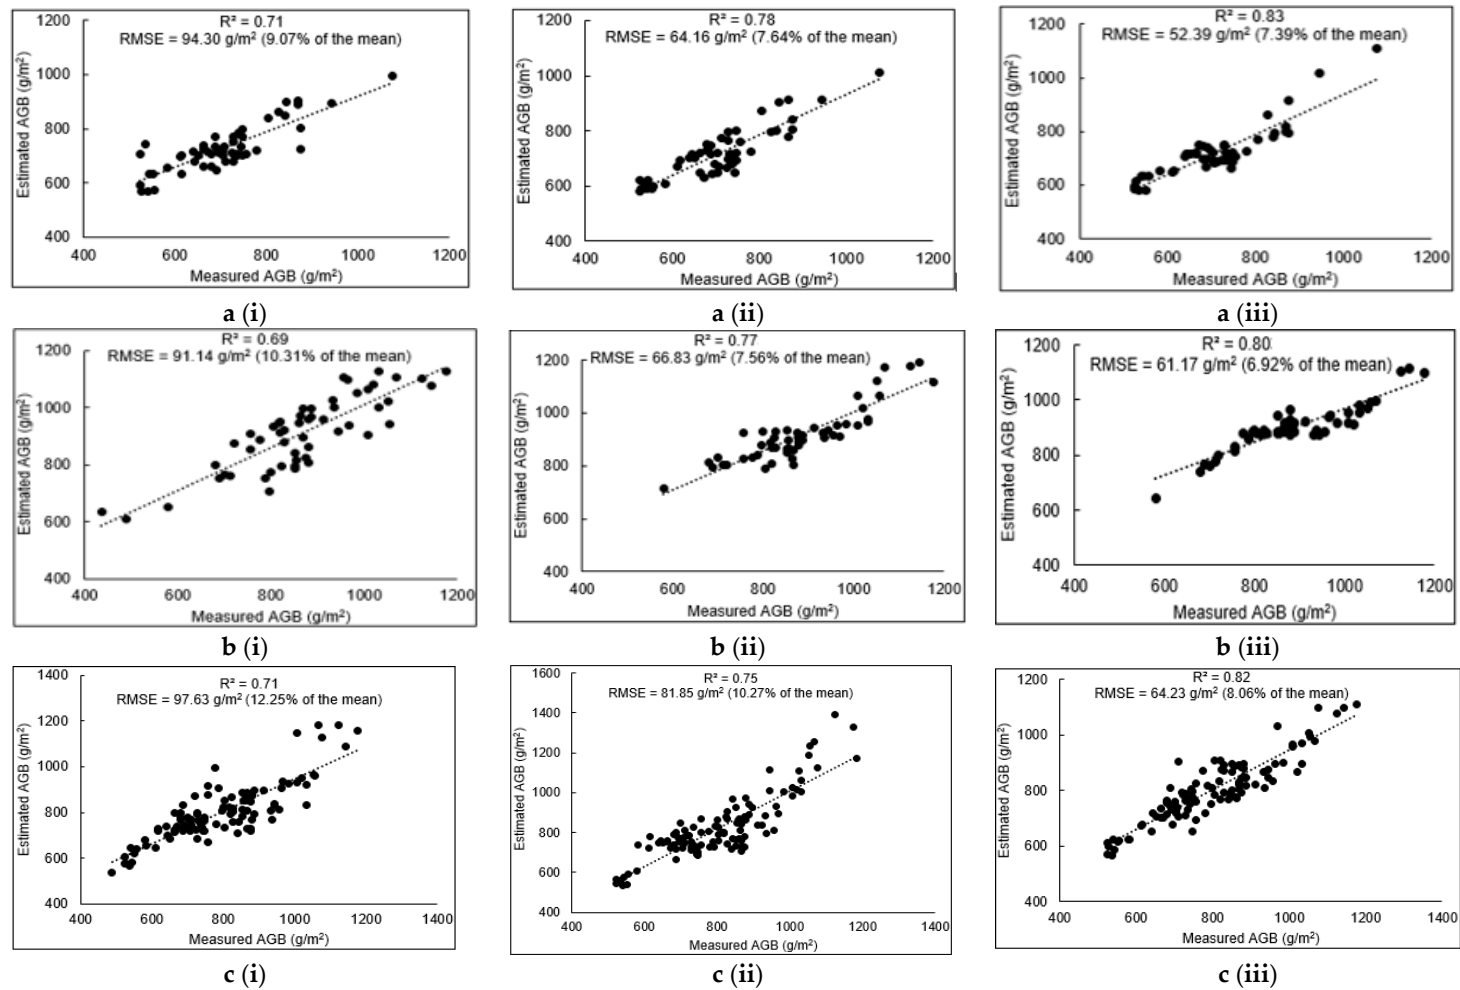 R² = 0.71
RMSE = 94.30 g/m² (9.07% of the mean)
Estimated AGB (g/m²)
1200
1000
800
600
400
400 600 800 1000 1200
Measured AGB (g/m²)
a (i)
R² = 0.78
RMSE = 64.16 g/m² (7.64% of the mean)
Estimated AGB (g/m²)
1200
1000
800
600
400
400 600 800 1000 1200
Measured AGB (g/m²)
a (ii)
R² = 0.83
RMSE = 52.39 g/m² (7.39% of the mean)
Estimated AGB (g/m²)
1200
1000
800
600
400
400 600 800 1000 1200
Measured AGB (g/m²)
a (iii)
R² = 0.69
RMSE = 91.14 g/m² (10.31% of the mean)
Estimated AGB (g/m²)
1200
1000
800
600
400
400 600 800 1000 1200
Measured AGB (g/m²)
b (i)
R² = 0.77
RMSE = 66.83 g/m² (7.56% of the mean)
Estimated AGB (g/m²)
1200
1000
800
600
400
400 600 800 1000 1200
Measured AGB (g/m²)
b (ii)
R² = 0.80
RMSE = 61.17 g/m² (6.92% of the mean)
Estimated AGB (g/m²)
1200
1000
800
600
400
400 600 800 1000 1200
Measured AGB (g/m²)
b (iii)
R² = 0.71
RMSE = 97.63 g/m² (12.25% of the mean)
Estimated AGB (g/m²)
1400
1200
1000
800
600
400
400 600 800 1000 1200 1400
Measured AGB (g/m²)
c (i)
R² = 0.75
RMSE = 81.85 g/m² (10.27% of the mean)
Estimated AGB (g/m²)
1600
1400
1200
1000
800
600
400
400 600 800 1000 1200 1400
Measured AGB (g/m²)
c (ii)
R² = 0.82
RMSE = 64.23 g/m² (8.06% of the mean)
Estimated AGB (g/m²)
1200
1000
800
600
400
400 600 800 1000 1200 1400
Measured AGB (g/m²)
c (iii)